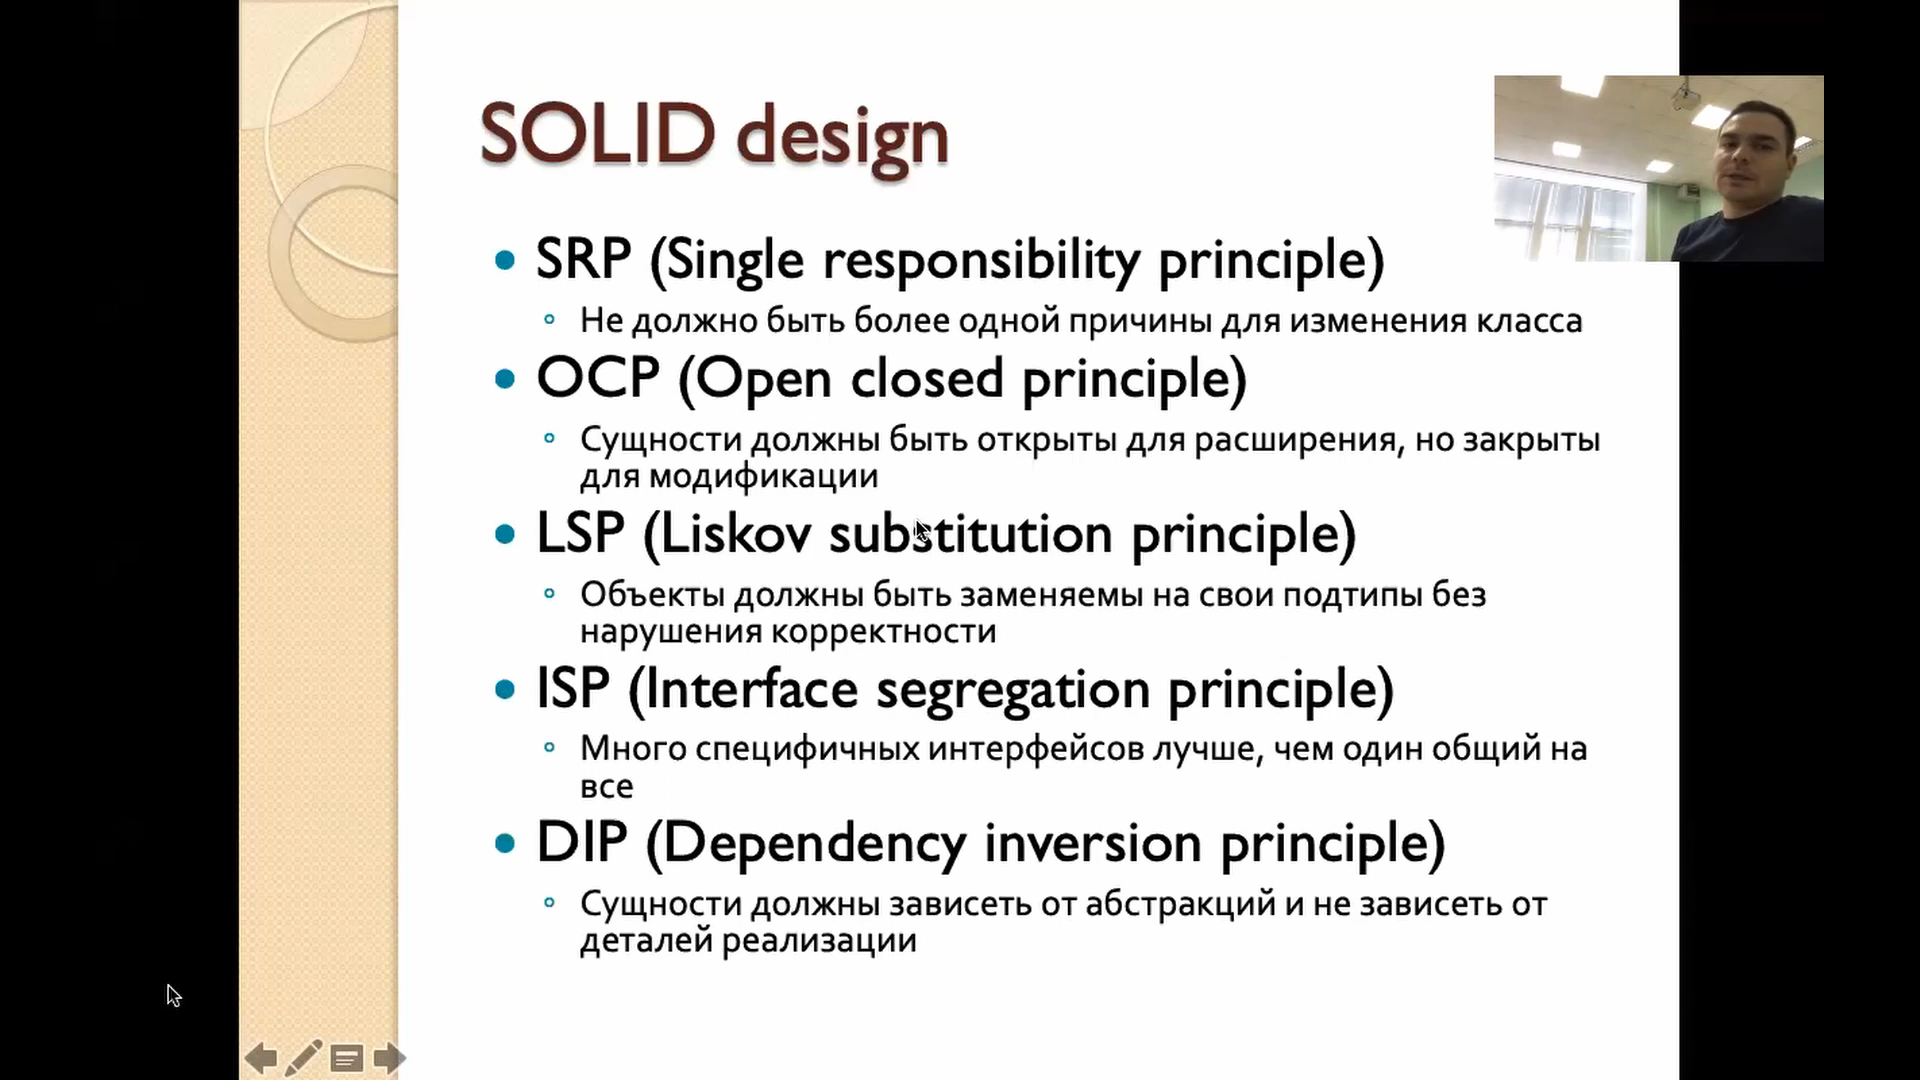 SOLID design
SRP (Single responsibility principle)
Не должно быть более одной причины для изменения класса
OCP (Open closed principle)
Сущности должны быть открыты для расширения, но закрыты
для модификации
LSP (Liskov substitution principle)
Объекты должны быть заменяемы на свои подтипы без
нарушения корректности
ISP (Interface segregation principle)
Много специфичных интерфейсов лучше, чем один общий на
все
DIP (Dependency inversion principle)
Сущности должны зависеть от абстракций и не зависеть от
деталей реализации